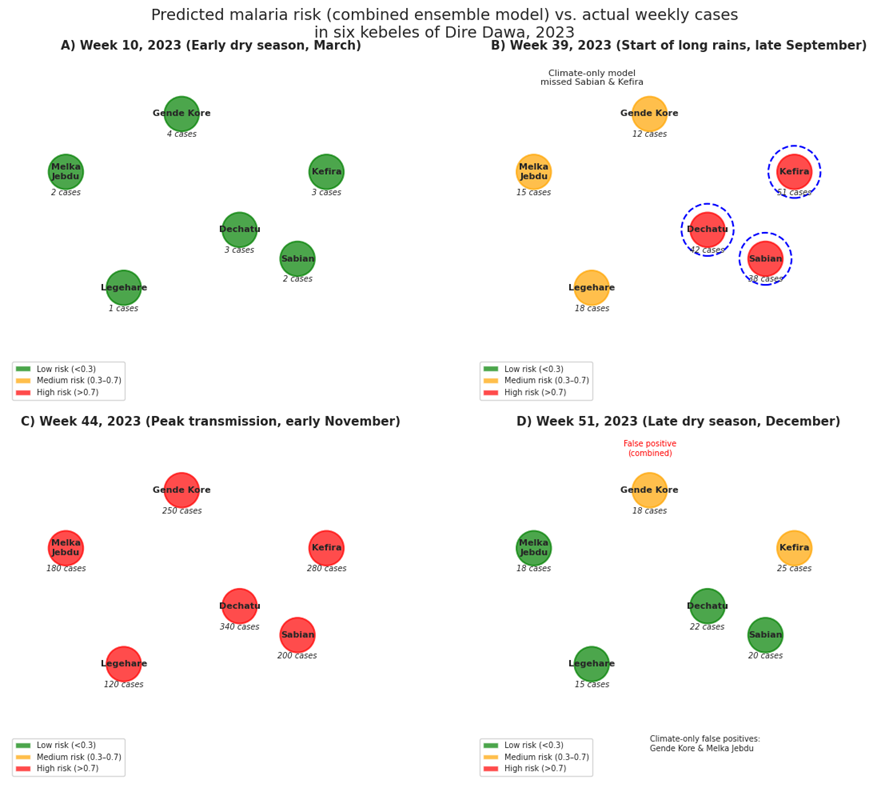 Predicted malaria risk (combined ensemble model) vs. actual weekly cases
in six kebeles of Dire Dawa, 2023
A) Week 10, 2023 (Early dry season, March)
Gende Kore
4 cases
Melka
Jebdu
2 cases
Kefira
3 cases
Dechatu
3 cases
Sabian
2 cases
Legehare
1 cases
Low risk (<0.3)
Medium risk (0.3–0.7)
High risk (>0.7)
B) Week 39, 2023 (Start of long rains, late September)
Climate-only model
missed Sabian & Kefira
Gende Kore
12 cases
Melka
Jebdu
15 cases
Kefira
51 cases
Dechatu
42 cases
Sabian
38 cases
Legehare
18 cases
Low risk (<0.3)
Medium risk (0.3–0.7)
High risk (>0.7)
C) Week 44, 2023 (Peak transmission, early November)
Gende Kore
250 cases
Melka
Jebdu
180 cases
Kefira
280 cases
Dechatu
340 cases
Sabian
200 cases
Legehare
120 cases
Low risk (<0.3)
Medium risk (0.3–0.7)
High risk (>0.7)
D) Week 51, 2023 (Late dry season, December)
False positive
(combined)
Gende Kore
18 cases
Melka
Jebdu
18 cases
Kefira
25 cases
Dechatu
22 cases
Sabian
20 cases
Legehare
15 cases
Climate-only false positives:
Gende Kore & Melka Jebdu
Low risk (<0.3)
Medium risk (0.3–0.7)
High risk (>0.7)